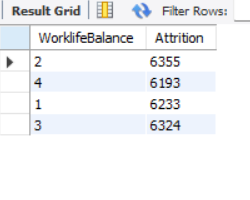 Result Grid Filter Rows:
WorklifeBalance Attrition
2 6355
4 6193
1 6233
3 6324